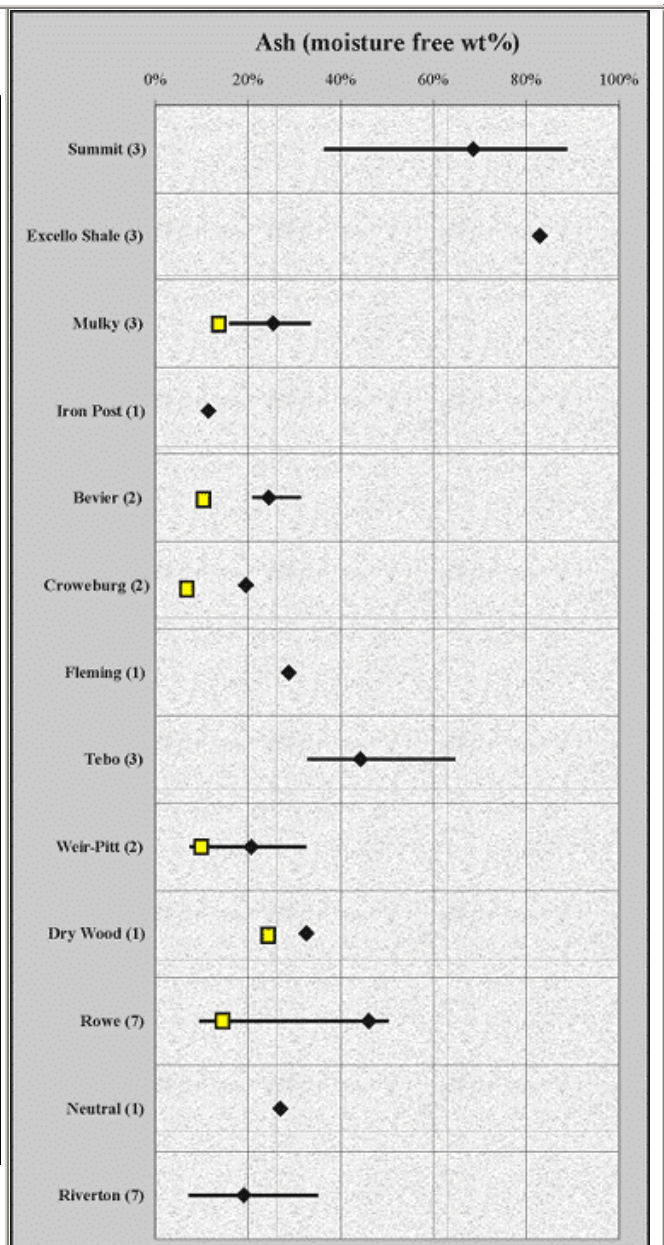 Ash (moisture free wt%)
0% 20% 40% 60% 80% 100%
Summit (3)
Excello Shale (3)
Mulky (3)
Iron Post (1)
Bevier (2)
Croweburg (2)
Fleming (1)
Tebo (3)
Weir-Pitt (2)
Dry Wood (1)
Rowe (7)
Neutral (1)
Riverton (7)